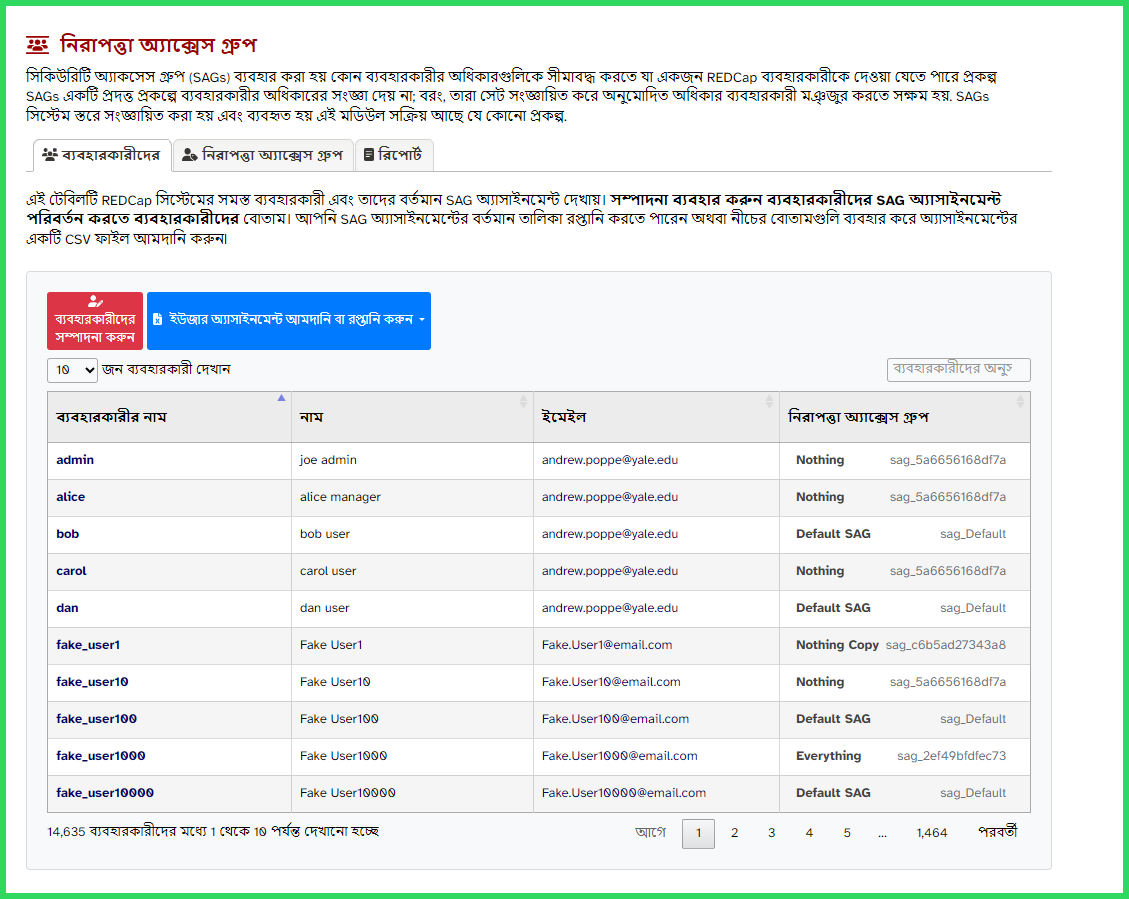 নিরাপত্তা অ্যাক্সেস গ্রুপ
সিকিউরিটি অ্যাকসেস গ্রুপ (SAGs) ব্যবহার করা হয় কোন ব্যবহারকারীর অধিকারগুলিকে সীমাবদ্ধ করতে যা একজন REDCap ব্যবহারকারীকে দেওয়া যেতে পারে প্রকল্প
SAGs একটি প্রদত্ত প্রকল্পে ব্যবহারকারীর অধিকারের সংজ্ঞা দেয় না; বরং, তারা সেট সংজ্ঞায়িত করে অনুমোদিত অধিকার ব্যবহারকারী মঞ্জুর করতে সক্ষম হয়. SAGs
সিস্টেম স্তরে সংজ্ঞায়িত করা হয় এবং ব্যবহৃত হয় এই মডিউল সক্রিয় আছে যে কোনো প্রকল্প.
ব্যবহারকারীদের নিরাপত্তা অ্যাক্সেস গ্রুপ রিপোর্ট
এই টেবিলটি REDCap সিস্টেমের সমস্ত ব্যবহারকারী এবং তাদের বর্তমান SAG অ্যাসাইনমেন্ট দেখায়। সম্পাদনা ব্যবহার করুন ব্যবহারকারীদের SAG অ্যাসাইনমেন্ট
পরিবর্তন করতে ব্যবহারকারীদের বোতাম। আপনি SAG অ্যাসাইনমেন্টের বর্তমান তালিকা রপ্তানি করতে পারেন অথবা নীচের বোতামগুলি ব্যবহার করে অ্যাসাইনমেন্টের
একটি CSV ফাইল আমদানি করুন৷
ব্যবহারকারীদের
সম্পাদনা করুন
ইউজার অ্যাসাইনমেন্ট আমদানি বা রপ্তানি করুন
10 জন ব্যবহারকারী দেখান
ব্যবহারকারীদের
ব্যবহারকারীর নাম নাম ইমেইল নিরাপত্তা অ্যাক্সেস গ্রুপ
admin joe admin andrew.poppe@yale.edu Nothing sag_5a6656168df7a
alice alice manager andrew.poppe@yale.edu Nothing sag_5a6656168df7a
bob bob user andrew.poppe@yale.edu Default SAG sag_Default
carol carol user andrew.poppe@yale.edu Nothing sag_5a6656168df7a
dan dan user andrew.poppe@yale.edu Default SAG sag_Default
fake_user1 Fake User1 Fake.User1@email.com Nothing Copy sag_c6b5ad27343a8
fake_user10 Fake User10 Fake.User10@email.com Nothing sag_5a6656168df7a
fake_user100 Fake User100 Fake.User100@email.com Default SAG sag_Default
fake_user1000 Fake User1000 Fake.User1000@email.com Everything sag_2ef49bfdfec73
fake_user10000 Fake User10000 Fake.User10000@email.com Default SAG sag_Default
14,635 ব্যবহারকারীদের মধ্যে 1 থেকে 10 পর্যন্ত দেখানো হচ্ছে আগে 1 2 3 4 5 ... 1,464 পরবর্তী